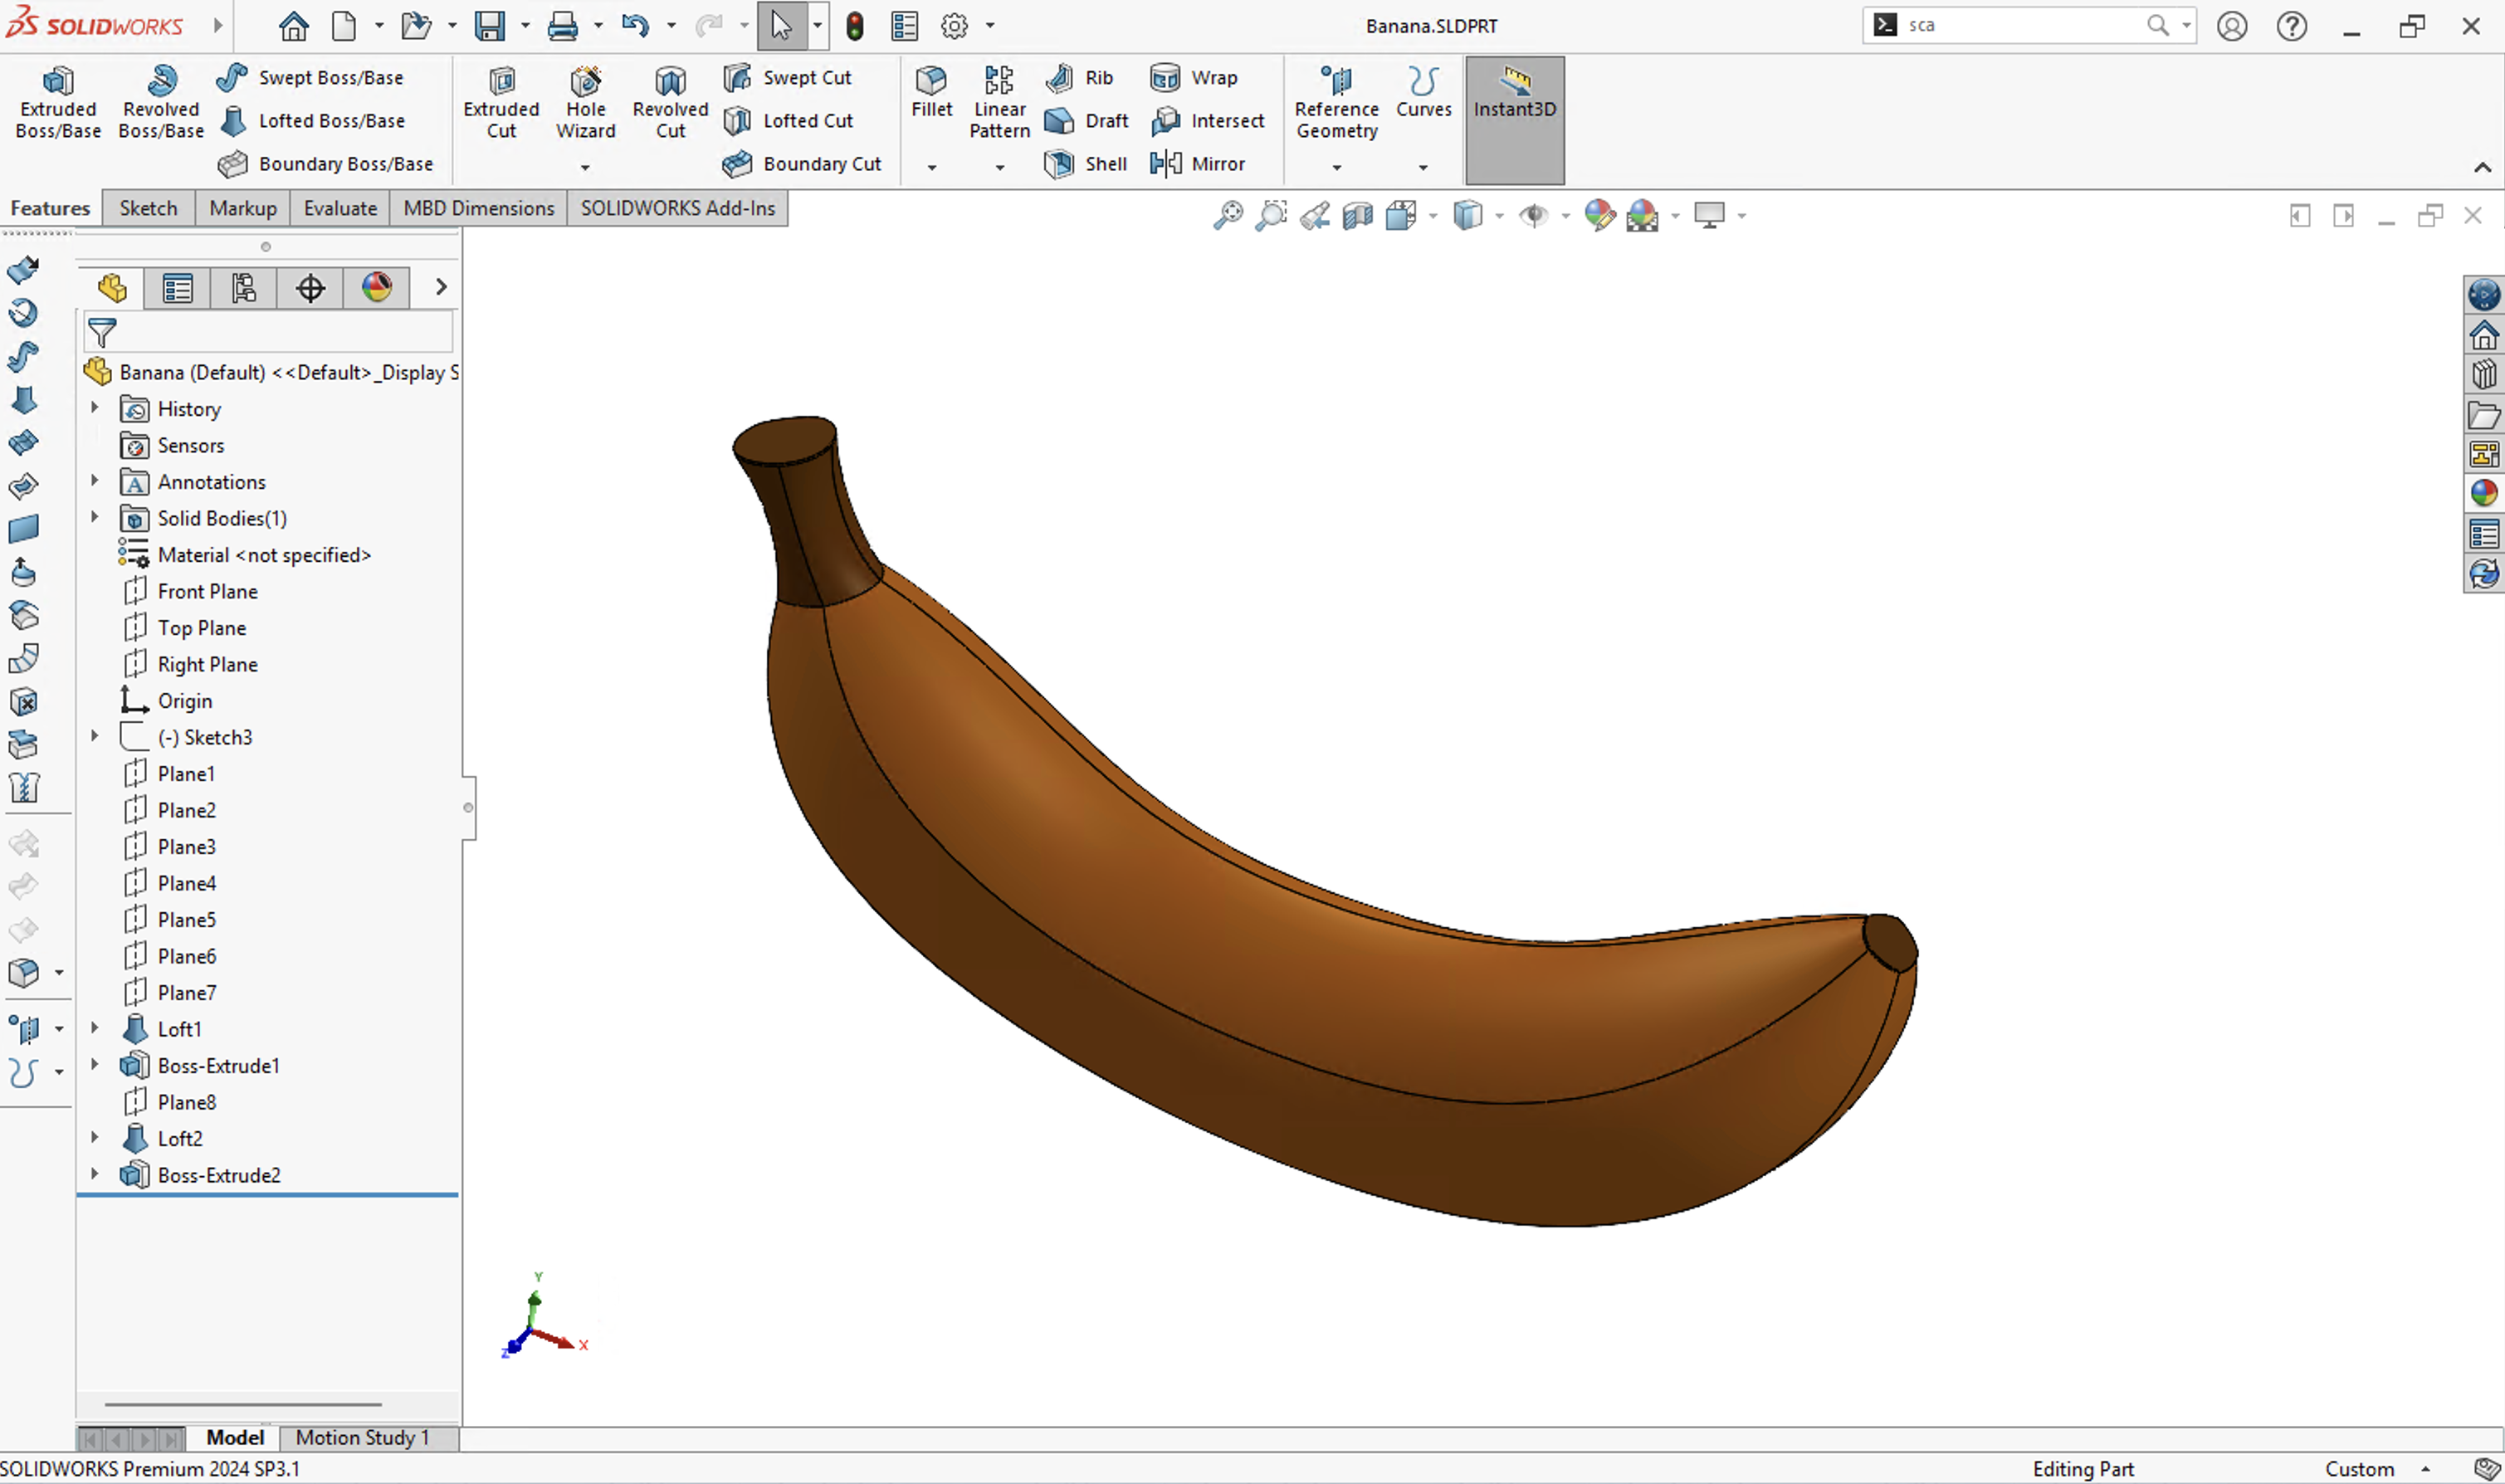 SOLIDWORKS
Banana.SLDPRT
sca
Extruded Boss/Base
Revolved Boss/Base
Swept Boss/Base
Lofted Boss/Base
Boundary Boss/Base
Extruded Cut
Hole Wizard
Revolved Cut
Swept Cut
Lofted Cut
Boundary Cut
Fillet
Linear Pattern
Rib
Draft
Shell
Wrap
Intersect
Mirror
Reference Geometry
Curves
Instant3D
Features
Sketch
Markup
Evaluate
MBD Dimensions
SOLIDWORKS Add-Ins
Banana (Default) <<Default>_Display S
History
Sensors
Annotations
Solid Bodies(1)
Material <not specified>
Front Plane
Top Plane
Right Plane
Origin
(-) Sketch3
Plane1
Plane2
Plane3
Plane4
Plane5
Plane6
Plane7
Loft1
Boss-Extrude1
Plane8
Loft2
Boss-Extrude2
Y
X
Z
Model
Motion Study 1
SOLIDWORKS Premium 2024 SP3.1
Editing Part
Custom